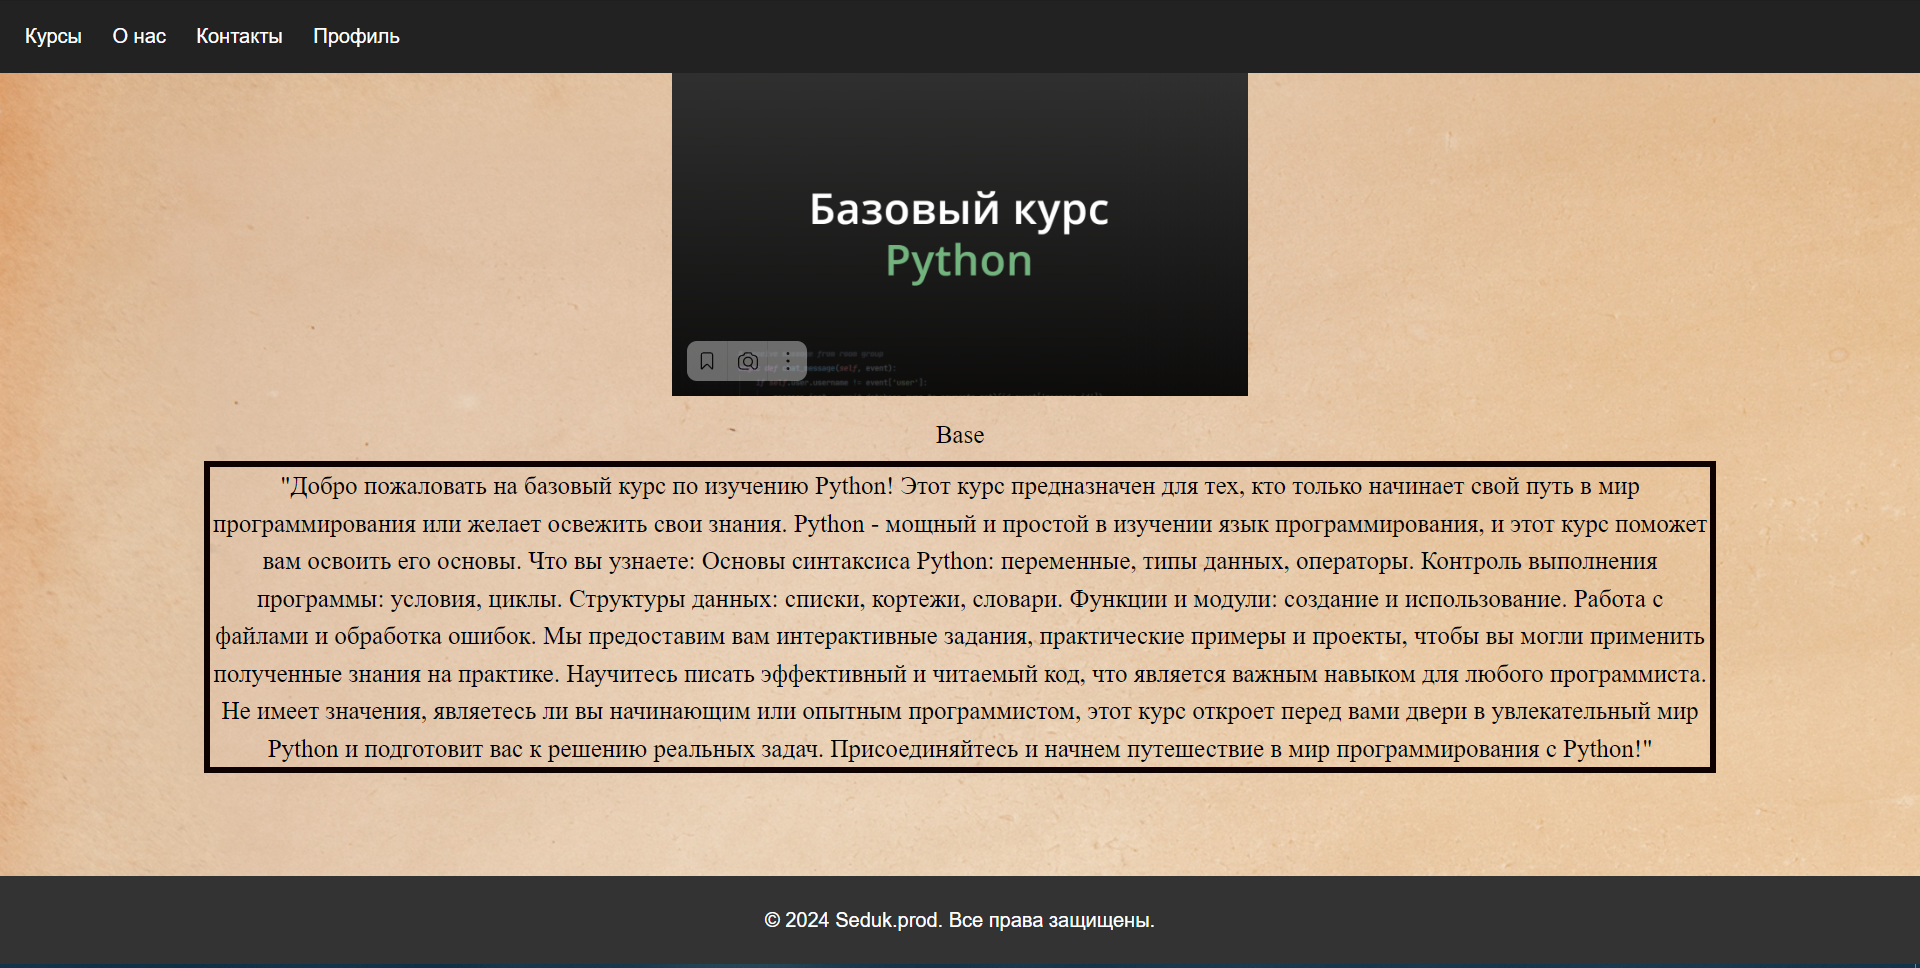 Курсы О нас Контакты Профиль
Базовый курс
Python
Base
"Добро пожаловать на базовый курс по изучению Python! Этот курс предназначен для тех, кто только начинает свой путь в мир
программирования или желает освежить свои знания. Python - мощный и простой в изучении язык программирования, и этот курс поможет
вам освоить его основы. Что вы узнаете: Основы синтаксиса Python: переменные, типы данных, операторы. Контроль выполнения
программы: условия, циклы. Структуры данных: списки, кортежи, словари. Функции и модули: создание и использование. Работа с
файлами и обработка ошибок. Мы предоставим вам интерактивные задания, практические примеры и проекты, чтобы вы могли применить
полученные знания на практике. Научитесь писать эффективный и читаемый код, что является важным навыком для любого программиста.
Не имеет значения, являетесь ли вы начинающим или опытным программистом, этот курс откроет перед вами двери в увлекательный мир
Python и подготовит вас к решению реальных задач. Присоединяйтесь и начнем путешествие в мир программирования с Python!"
© 2024 Seduk.prod. Все права защищены.